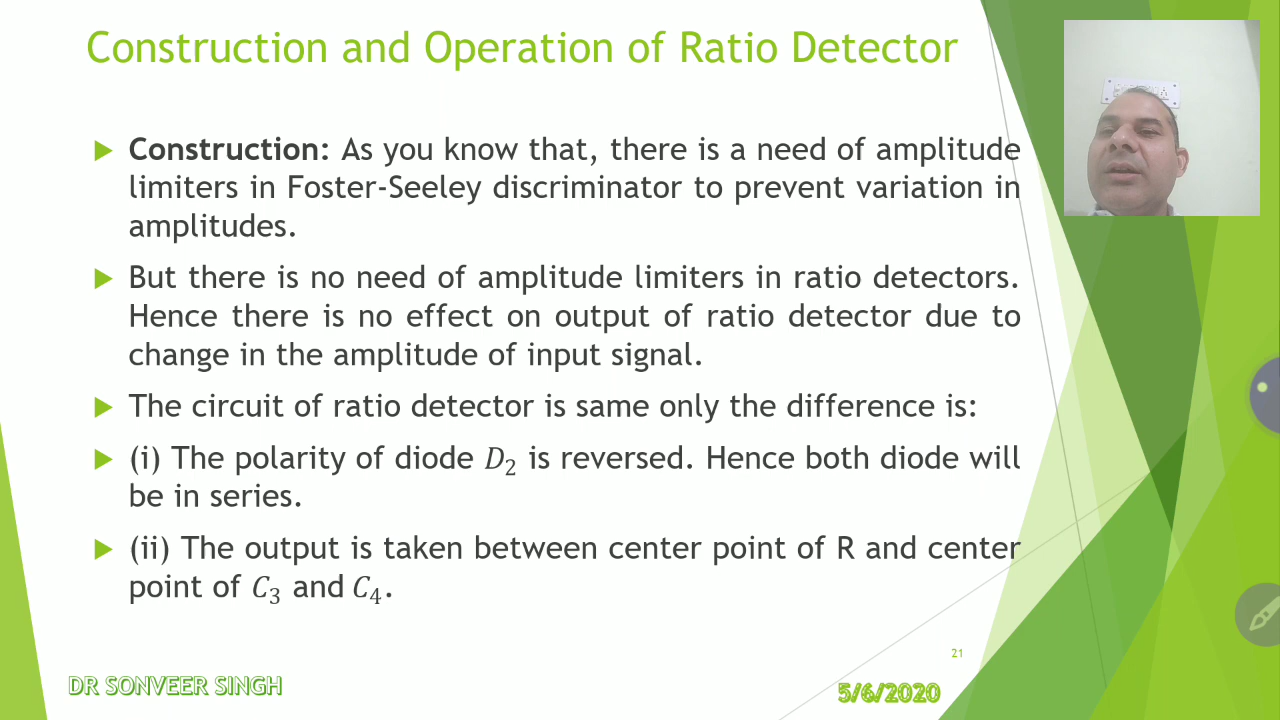 Construction and Operation of Ratio Detector
Construction: As you know that, there is a need of amplitude
limiters in Foster-Seeley discriminator to prevent variation in
amplitudes.
But there is no need of amplitude limiters in ratio detectors.
Hence there is no effect on output of ratio detector due to
change in the amplitude of input signal.
The circuit of ratio detector is same only the difference is:
(i) The polarity of diode D₂ is reversed. Hence both diode will
be in series.
(ii) The output is taken between center point of R and center
point of C₃ and C₄.
21
DR SONVEER SINGH
5/6/2020